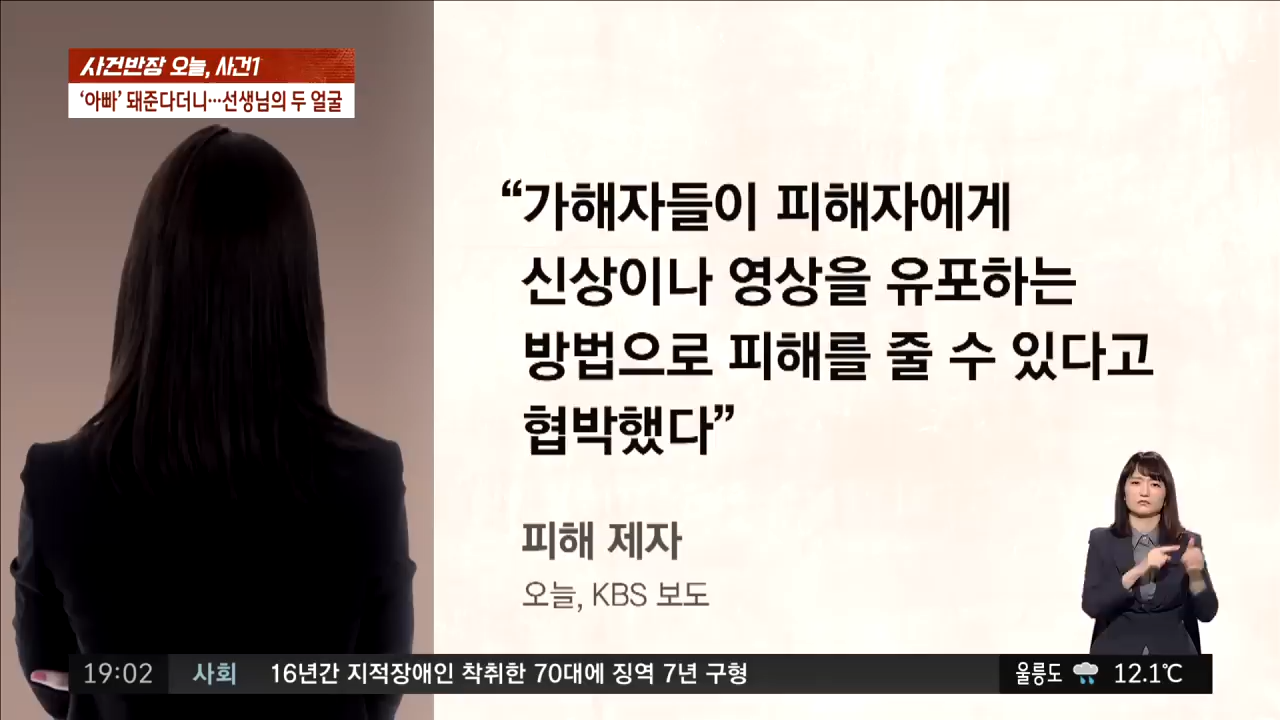 사건반장 오늘, 사건1
‘아빠’ 돼준다더니…선생님의 두 얼굴
“가해자들이 피해자에게
신상이나 영상을 유포하는
방법으로 피해를 줄 수 있다고
협박했다”
피해 제자
오늘, KBS 보도
19:02 사회 16년간 지적장애인 착취한 70대에 징역 7년 구형 울릉도 12.1℃